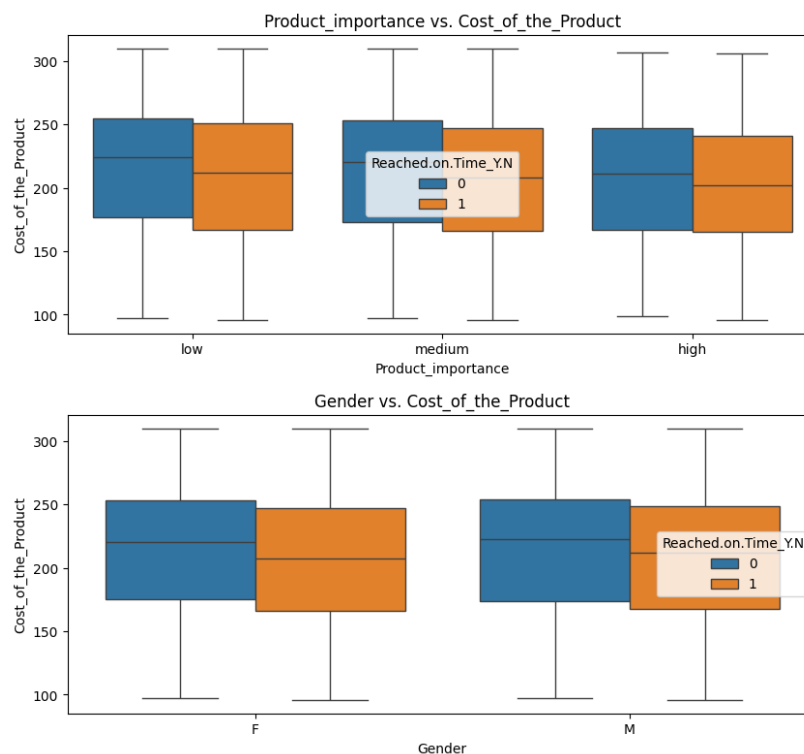 Product_importance vs. Cost_of_the_Product
Cost_of_the_Product
300
250
200
150
100
Reached.on.Time_Y.N
0
1
low medium high
Product_importance
Gender vs. Cost_of_the_Product
Cost_of_the_Product
300
250
200
150
100
Reached.on.Time_Y.N
0
1
F M
Gender